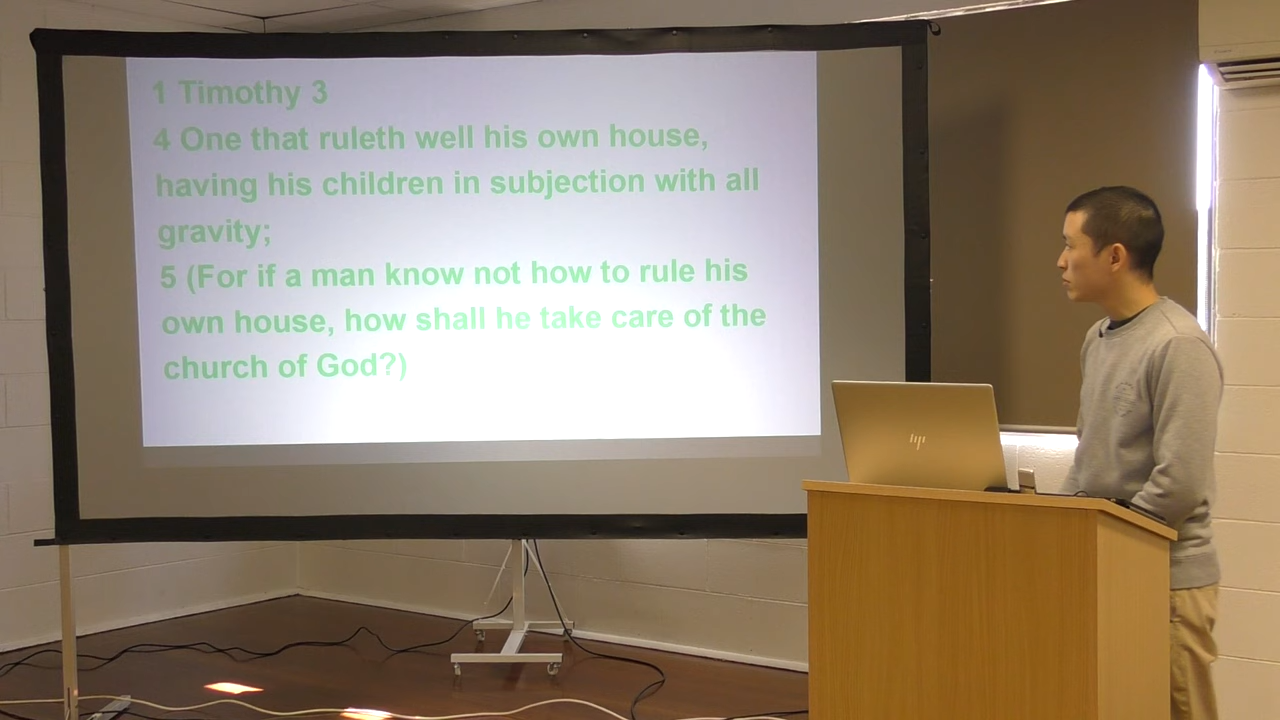 1 Timothy 3
4 One that ruleth well his own house,
having his children in subjection with all
gravity;
5 (For if a man know not how to rule his
own house, how shall he take care of the
church of God?)
hp